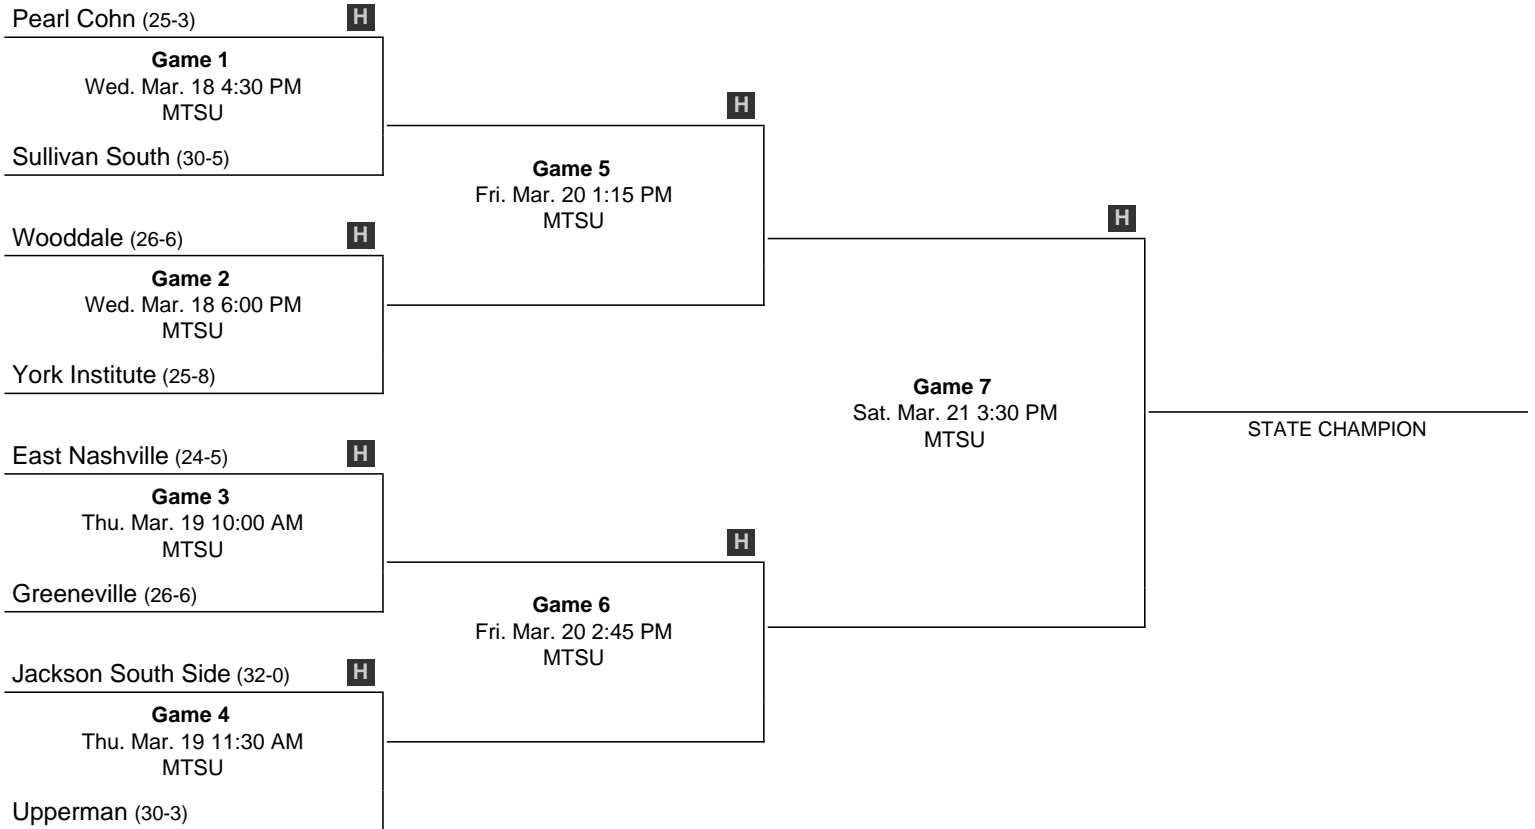 Pearl Cohn (25-3) H
Game 1
Wed. Mar. 18 4:30 PM
MTSU
Sullivan South (30-5)
Wooddale (26-6) H
Game 2
Wed. Mar. 18 6:00 PM
MTSU
York Institute (25-8)
East Nashville (24-5) H
Game 3
Thu. Mar. 19 10:00 AM
MTSU
Greeneville (26-6)
Jackson South Side (32-0) H
Game 4
Thu. Mar. 19 11:30 AM
MTSU
Upperman (30-3)
H
Game 5
Fri. Mar. 20 1:15 PM
MTSU
H
Game 6
Fri. Mar. 20 2:45 PM
MTSU
H
Game 7
Sat. Mar. 21 3:30 PM
MTSU
STATE CHAMPION